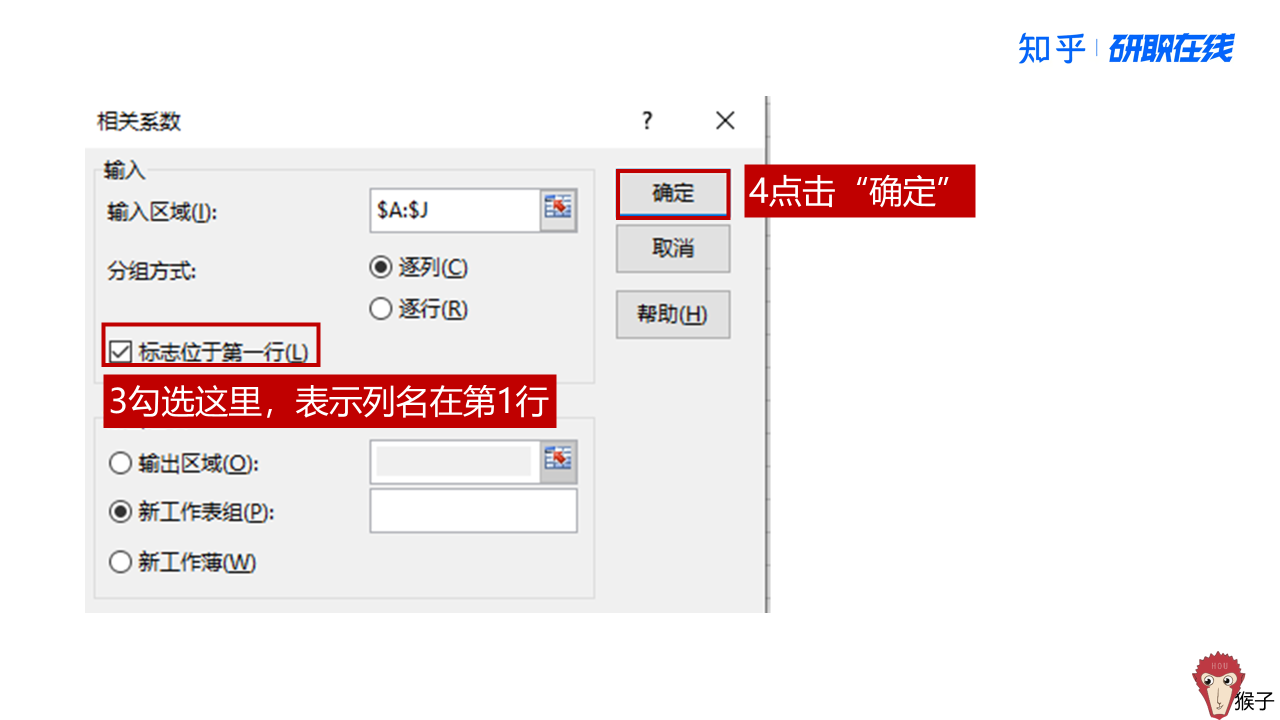 知乎 | 研职在线
相关系数
?
输入
输入区域(I):
$A:$J
确定
4点击“确定”
取消
分组方式:
逐列(C)
逐行(R)
帮助(H)
标志位于第一行(L)
3勾选这里，表示列名在第1行
输出区域(O):
新工作表组(P):
新工作薄(W)
HOU
猴子